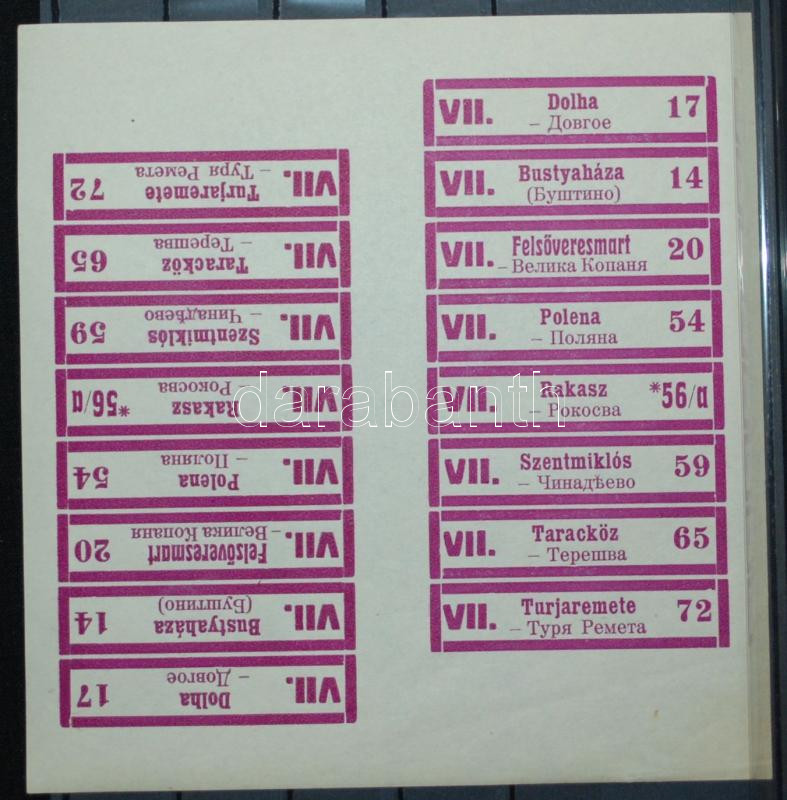 VII. Dolha 17
– Довгое
VII. Bustyaháza 14
(Буштино)
VII. Felsőveresmart 20
–Велика Копаня
VII. Polena 54
– Поляна
VII. Rakasz *56/a
– Рокосва
VII. Szentmiklós 59
– Чинадѣево
VII. Taracköz 65
– Терешва
VII. Turjaremete 72
– Туря Ремета
VII. Dolha 17
– Довгое
VII. Bustyaháza 14
(Буштино)
VII. Felsőveresmart 20
–Велика Копаня
VII. Polena 54
– Поляна
VII. Rakasz *56/a
– Рокосва
VII. Szentmiklós 59
– Чинадѣево
VII. Taracköz 65
– Терешва
VII. Turjaremete 72
– Туря Ремета
darabanth